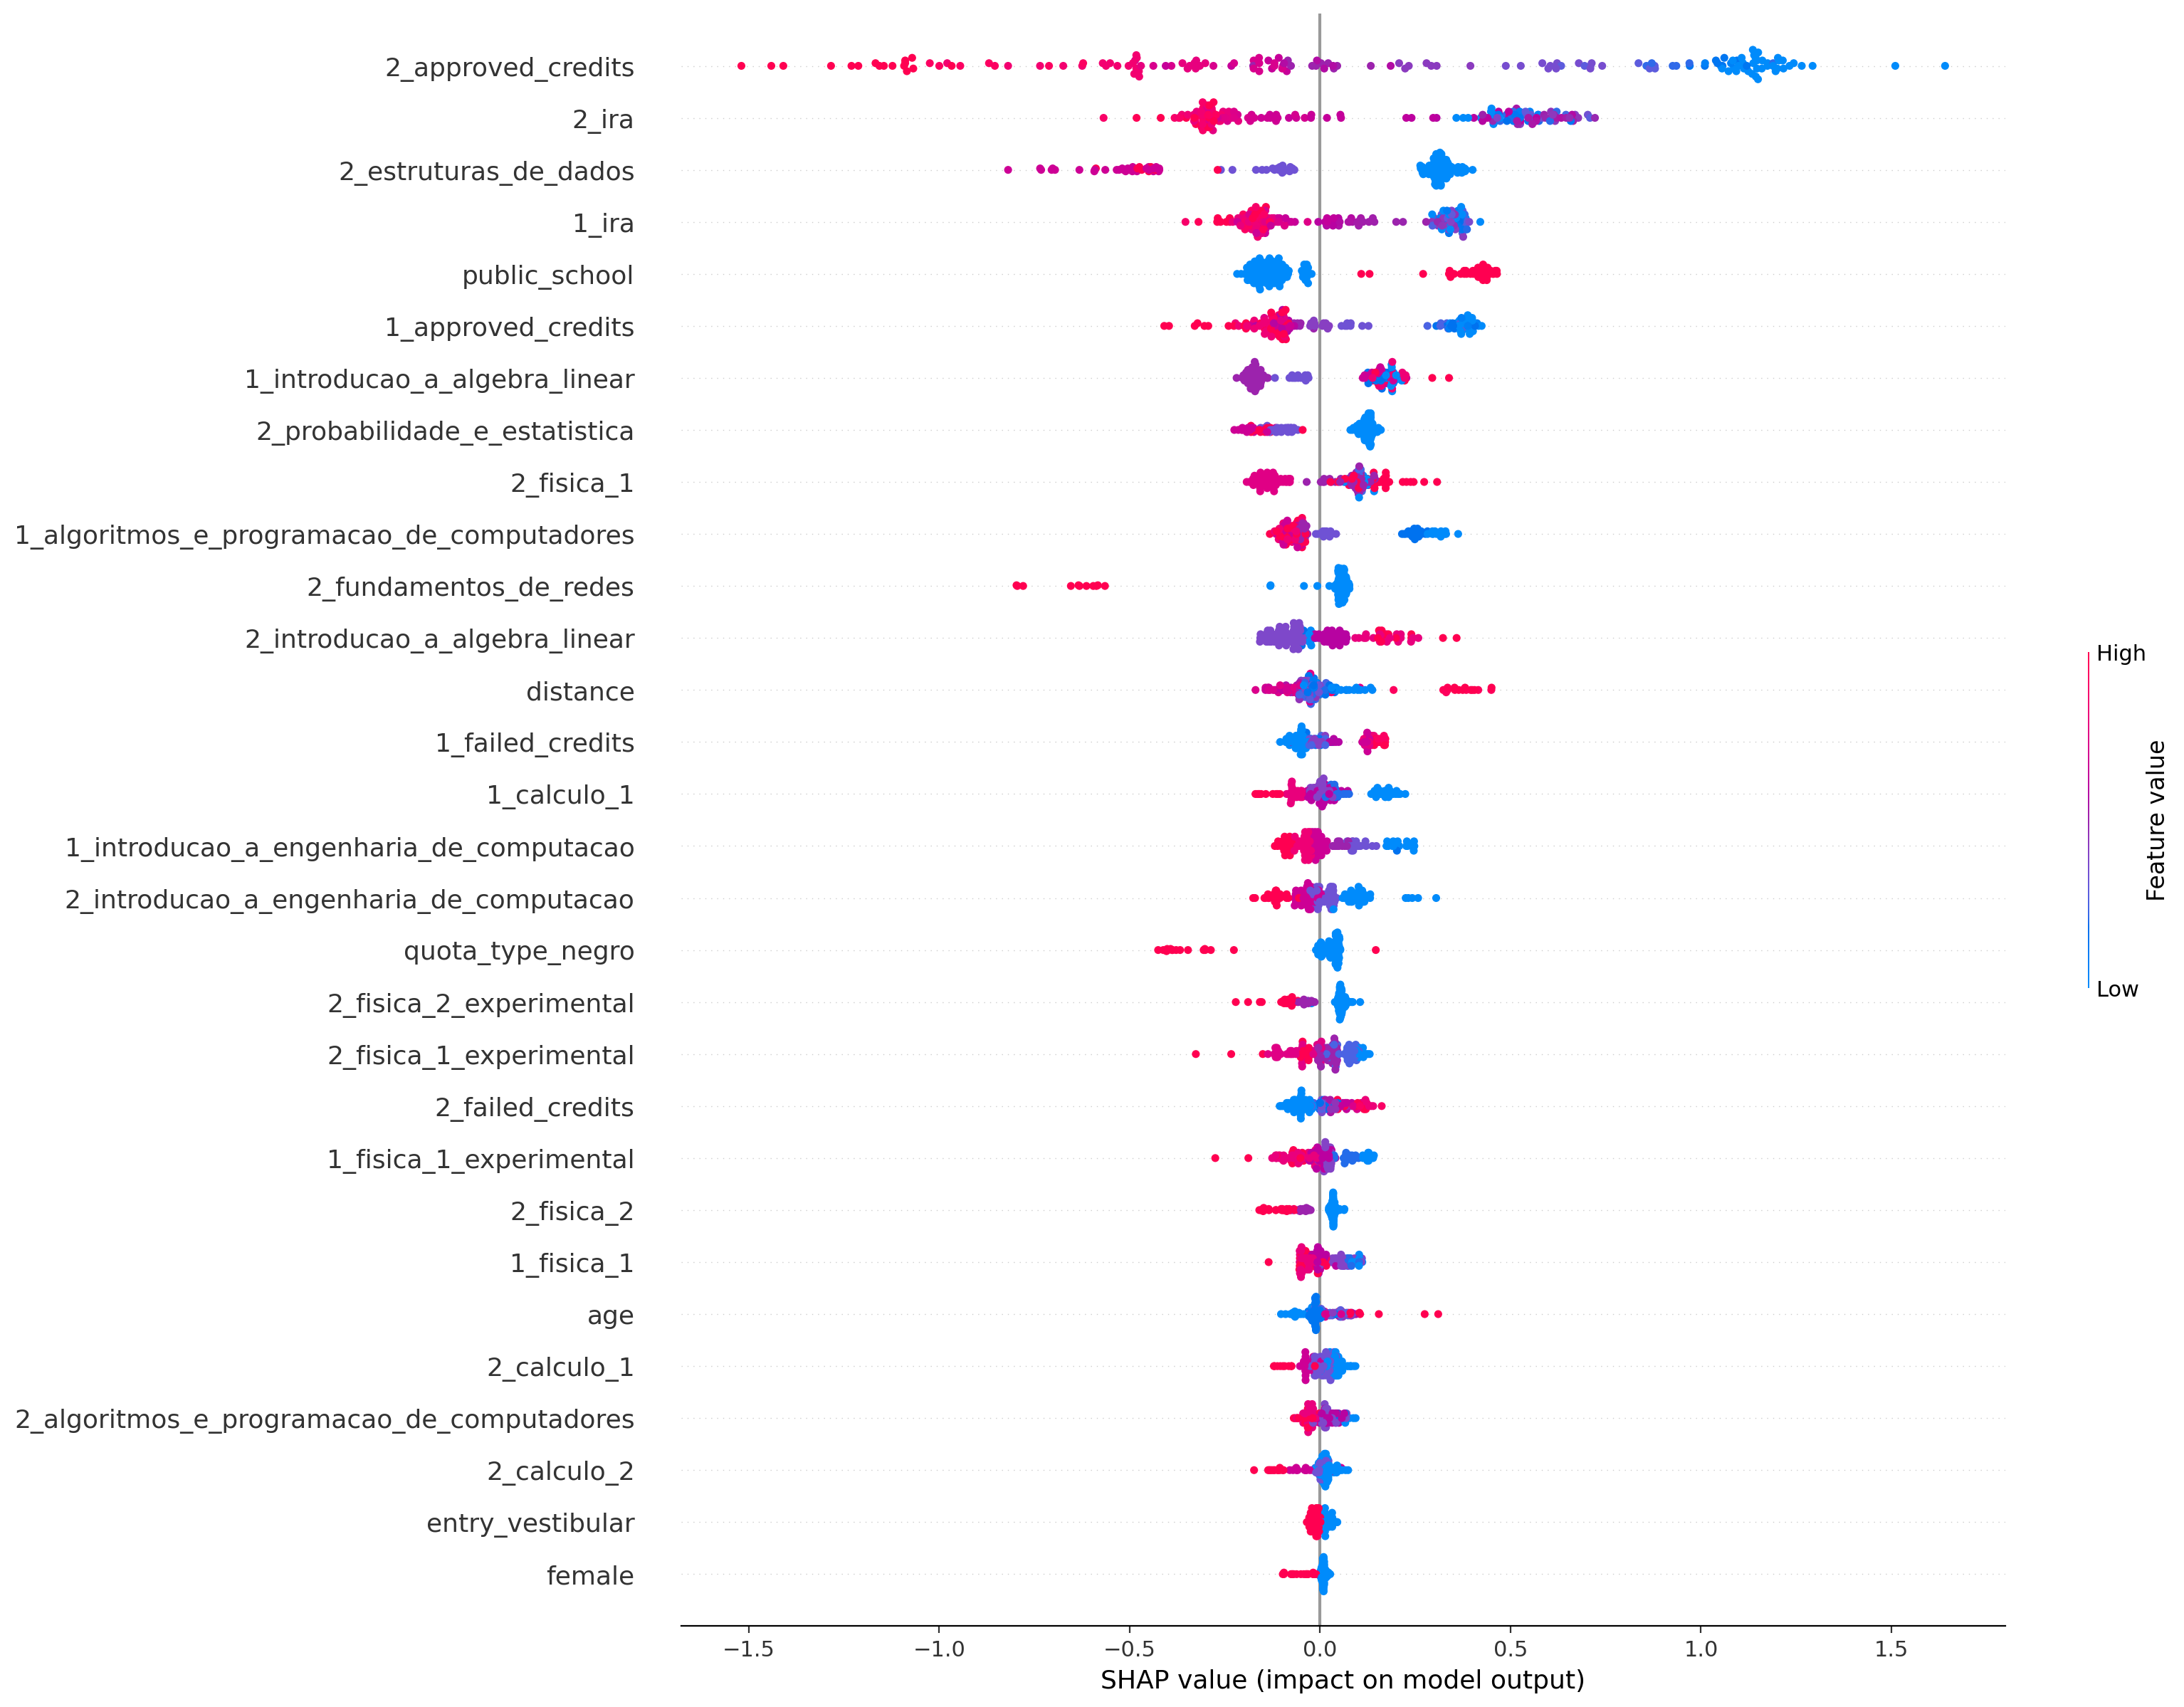 2_approved_credits
2_ira
2_estruturas_de_dados
1_ira
public_school
1_approved_credits
1_introducao_a_algebra_linear
2_probabilidade_e_estatistica
2_fisica_1
1_algoritmos_e_programacao_de_computadores
2_fundamentos_de_redes
2_introducao_a_algebra_linear
distance
1_failed_credits
1_calculo_1
1_introducao_a_engenharia_de_computacao
2_introducao_a_engenharia_de_computacao
quota_type_negro
2_fisica_2_experimental
2_fisica_1_experimental
2_failed_credits
1_fisica_1_experimental
2_fisica_2
1_fisica_1
age
2_calculo_1
2_algoritmos_e_programacao_de_computadores
2_calculo_2
entry_vestibular
female
−1.5 −1.0 −0.5 0.0 0.5 1.0 1.5
SHAP value (impact on model output)
High
Feature value
Low